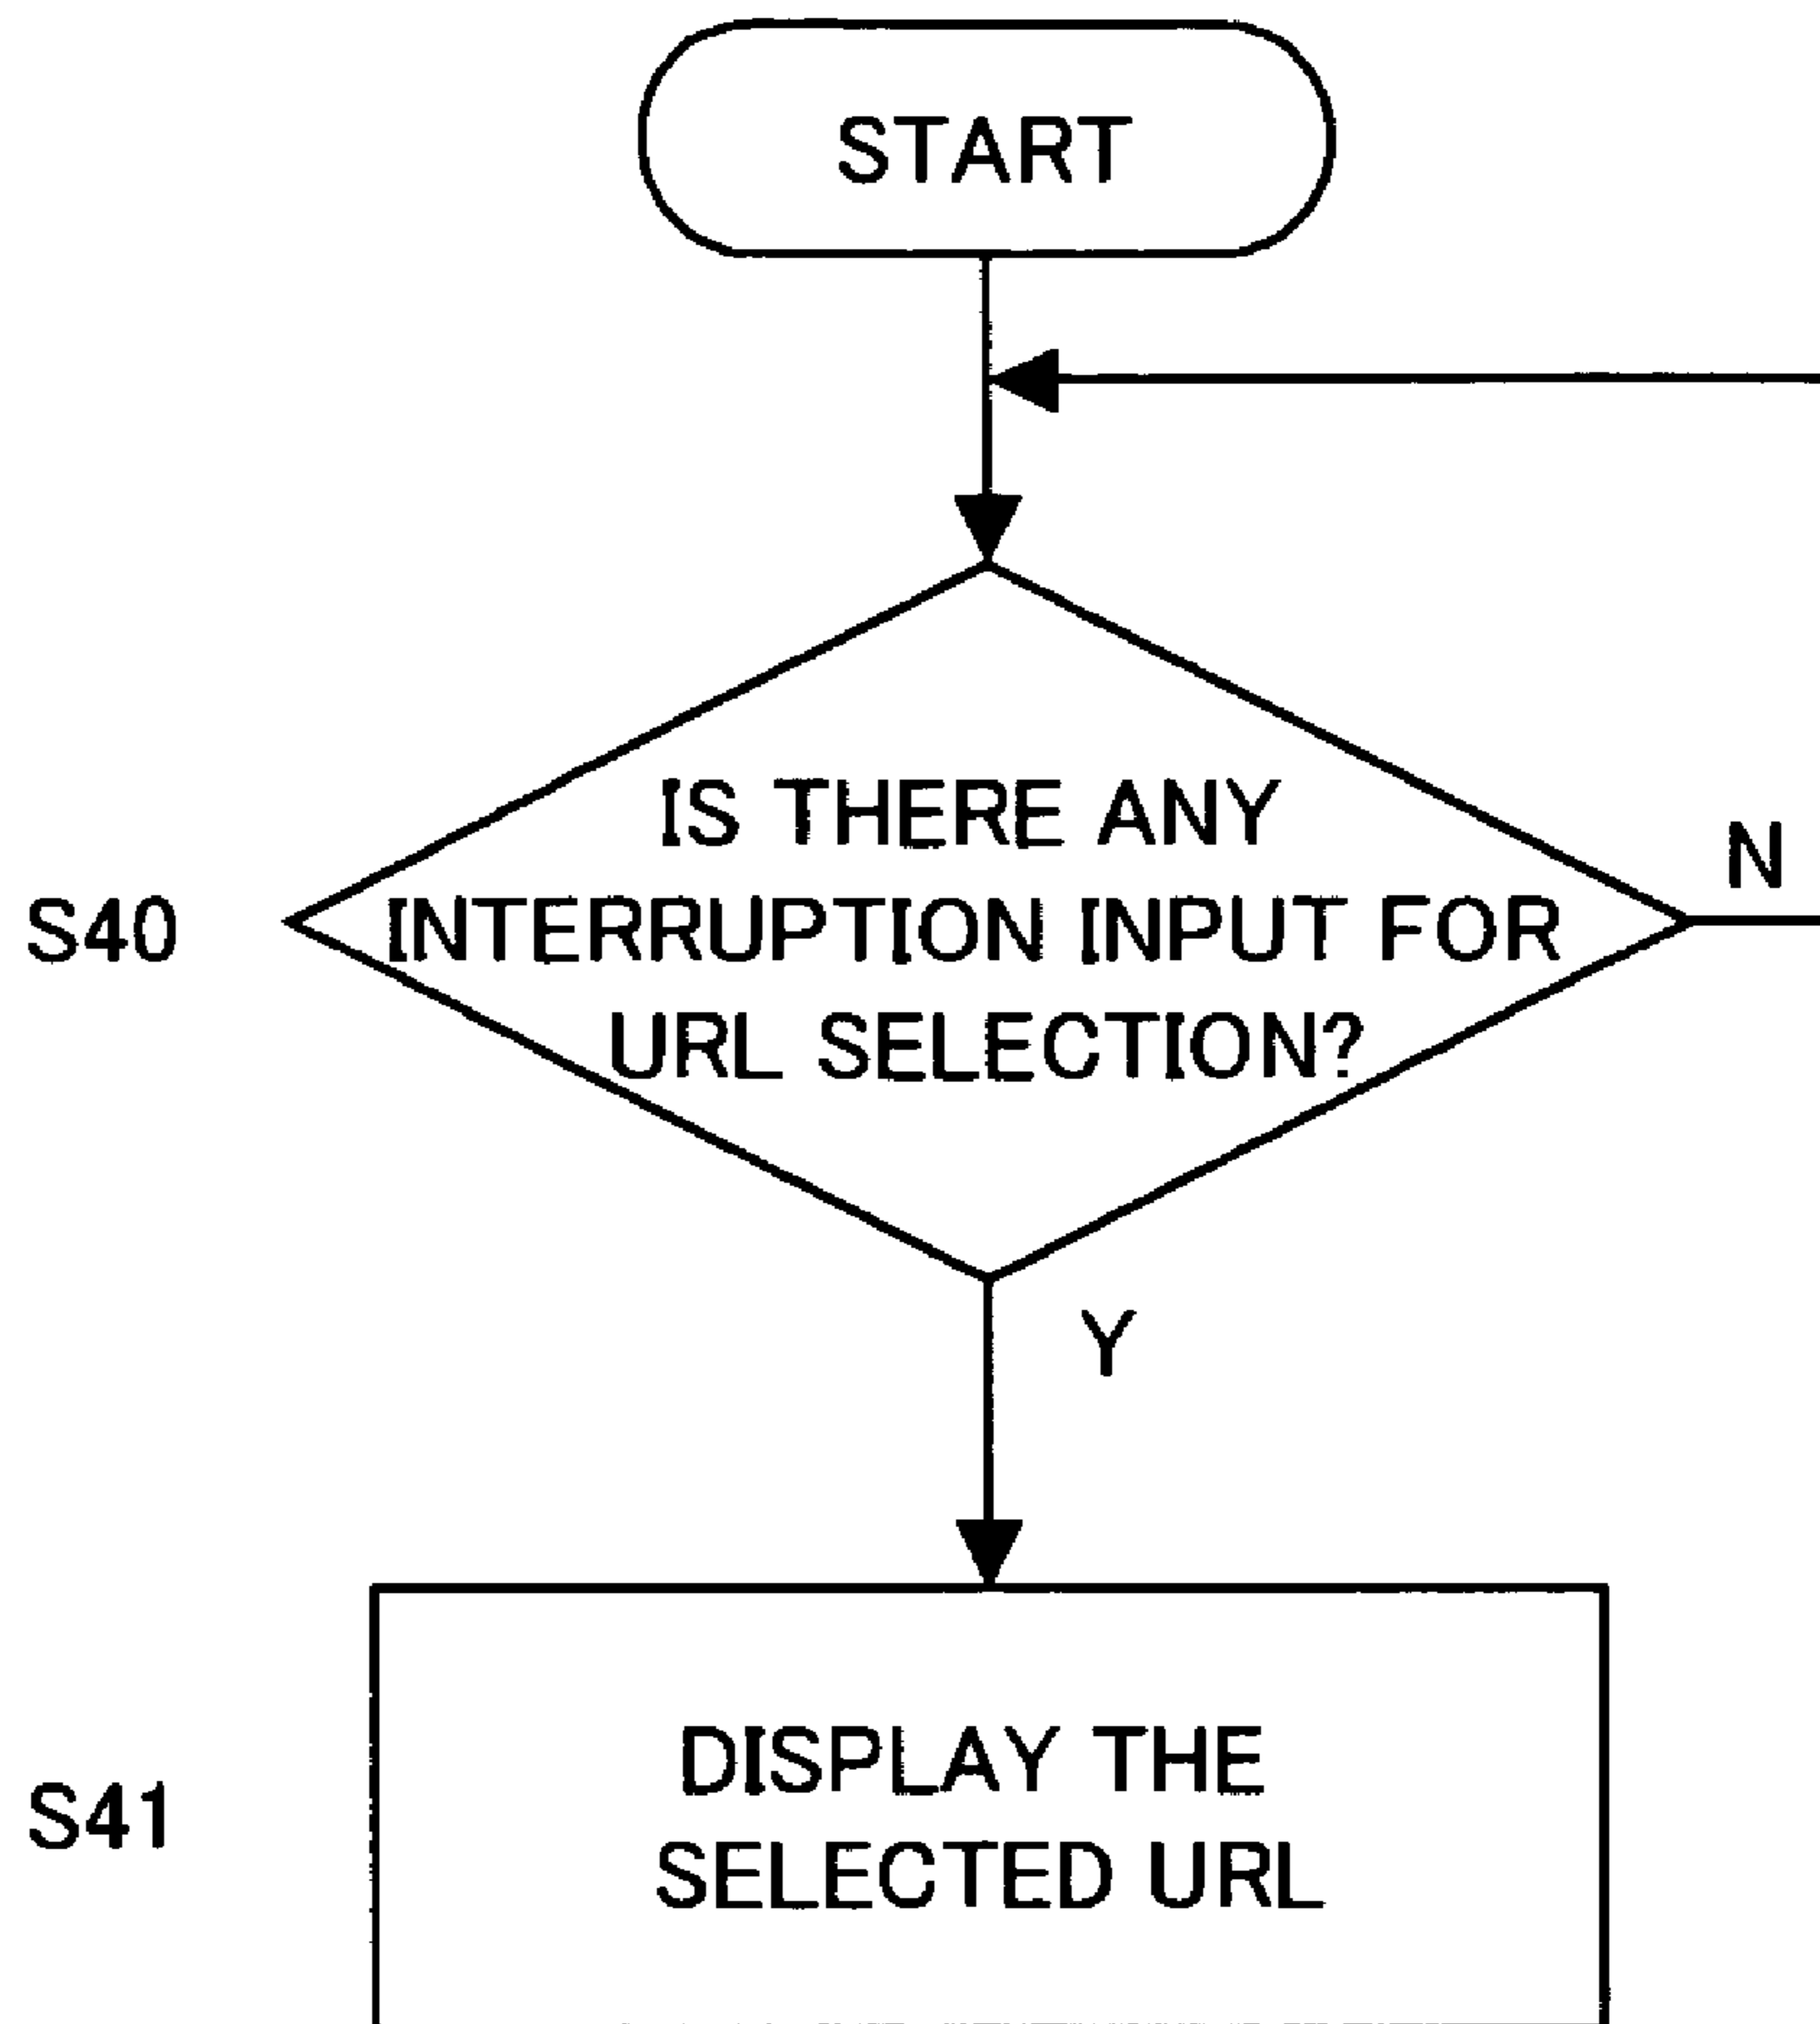 START
IS THERE ANY
N
S40
INTERRUPTION INPUT FOR
URL SELECTION?
Y
DISPLAY THE
S41
SELECTED URL